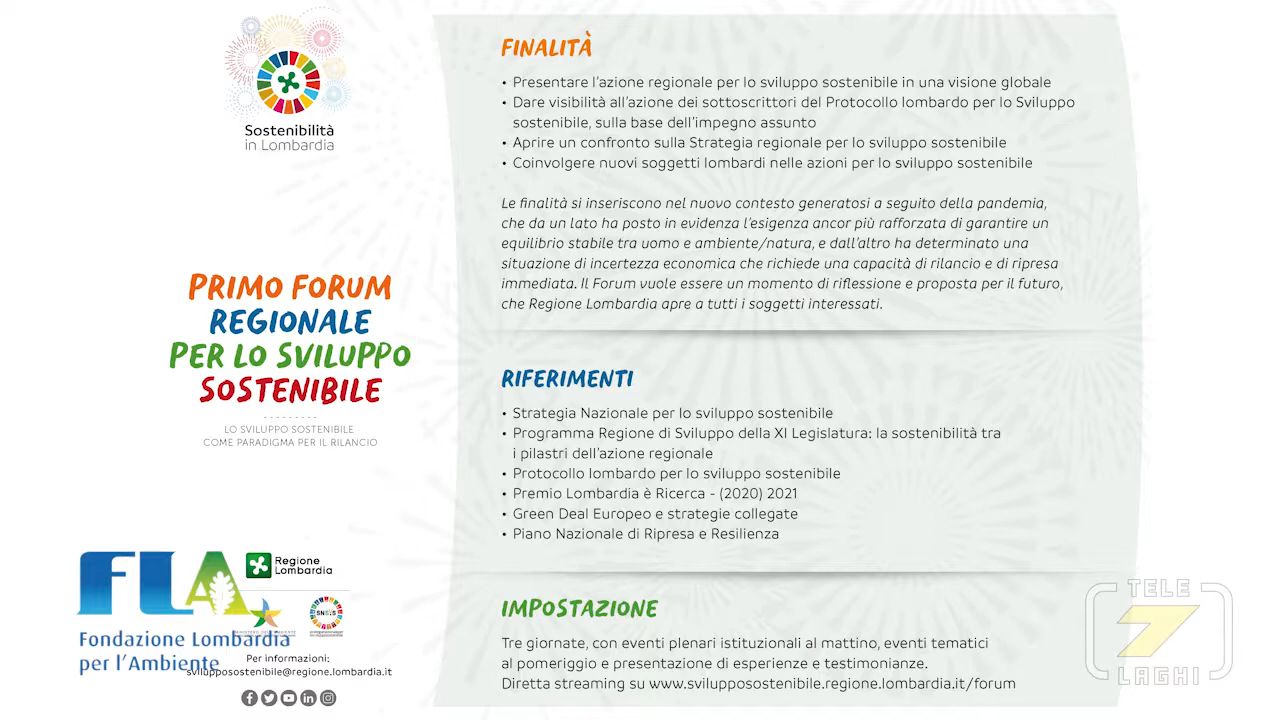 Sostenibilità
in Lombardia
PRIMO FORUM
REGIONALE
PER LO SVILUPPO
SOSTENIBILE
LO SVILUPPO SOSTENIBILE
COME PARADIGMA PER IL RILANCIO
FLA
Fondazione Lombardia
per l'Ambiente
Regione
Lombardia
SNSvS
Per informazioni:
svilupposostenibile@regione.lombardia.it
FINALITÀ
• Presentare l'azione regionale per lo sviluppo sostenibile in una visione globale
• Dare visibilità all'azione dei sottoscrittori del Protocollo lombardo per lo Sviluppo
sostenibile, sulla base dell'impegno assunto
• Aprire un confronto sulla Strategia regionale per lo sviluppo sostenibile
• Coinvolgere nuovi soggetti lombardi nelle azioni per lo sviluppo sostenibile
Le finalità si inseriscono nel nuovo contesto generatosi a seguito della pandemia,
che da un lato ha posto in evidenza l'esigenza ancor più rafforzata di garantire un
equilibrio stabile tra uomo e ambiente/natura, e dall'altro ha determinato una
situazione di incertezza economica che richiede una capacità di rilancio e di ripresa
immediata. Il Forum vuole essere un momento di riflessione e proposta per il futuro,
che Regione Lombardia apre a tutti i soggetti interessati.
RIFERIMENTI
• Strategia Nazionale per lo sviluppo sostenibile
• Programma Regione di Sviluppo della XI Legislatura: la sostenibilità tra
i pilastri dell'azione regionale
• Protocollo lombardo per lo sviluppo sostenibile
• Premio Lombardia è Ricerca - (2020) 2021
• Green Deal Europeo e strategie collegate
• Piano Nazionale di Ripresa e Resilienza
IMPOSTAZIONE
Tre giornate, con eventi plenari istituzionali al mattino, eventi tematici
al pomeriggio e presentazione di esperienze e testimonianze.
Diretta streaming su www.svilupposostenibile.regione.lombardia.it/forum
TELE
7
LAGHI